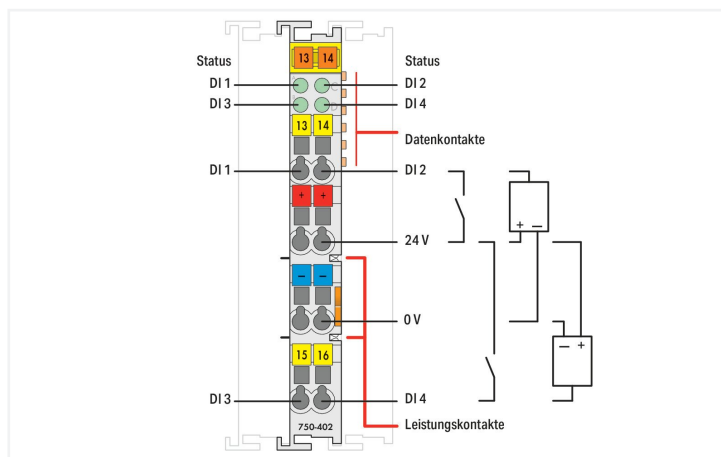 13 14
Status Status
DI 1 C DI 2
DI 3 D DI 4
13 14
Datenkontakte
DI 1 DI 2
+ +
+ −
24 V
− −
0 V
− +
15 16
DI 3 DI 4
Leistungskontakte
750-402